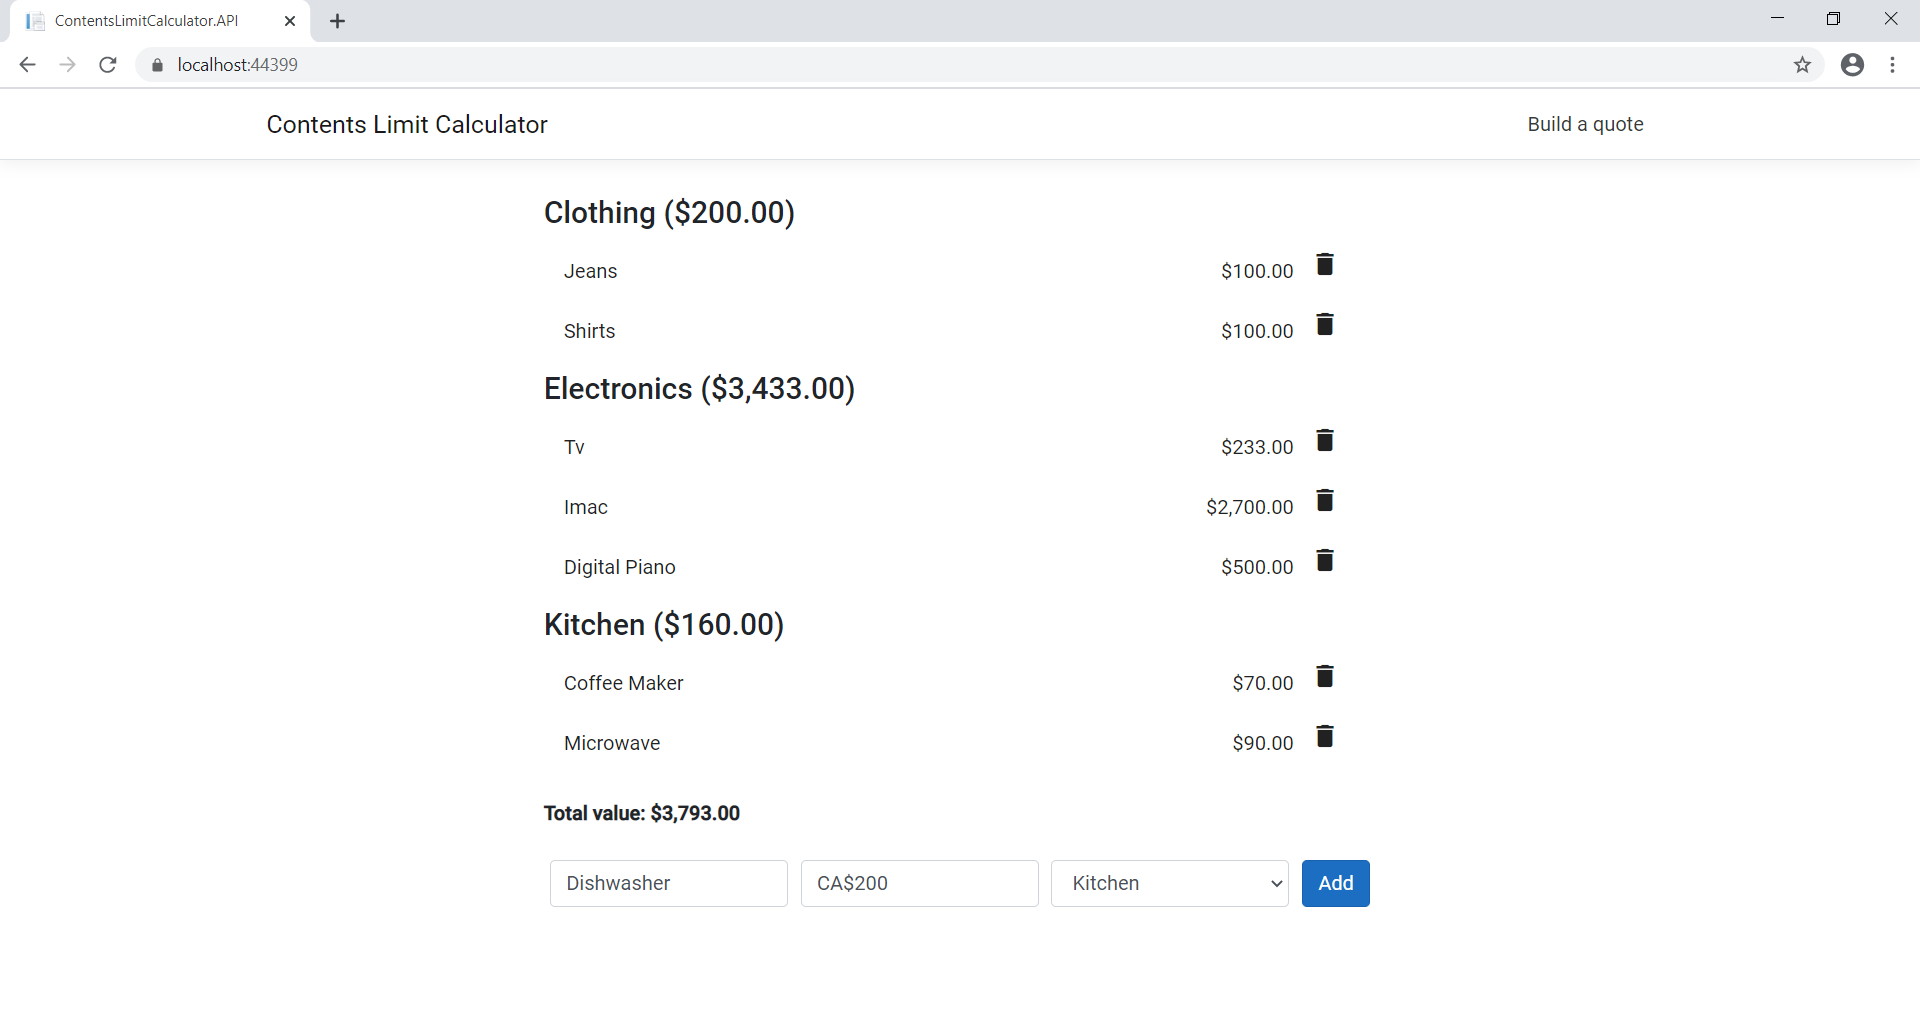 ContentsLimitCalculator.API
localhost:44399
Contents Limit Calculator
Build a quote
Clothing ($200.00)
Jeans $100.00
Shirts $100.00
Electronics ($3,433.00)
Tv $233.00
Imac $2,700.00
Digital Piano $500.00
Kitchen ($160.00)
Coffee Maker $70.00
Microwave $90.00
Total value: $3,793.00
Dishwasher CA$200 Kitchen Add